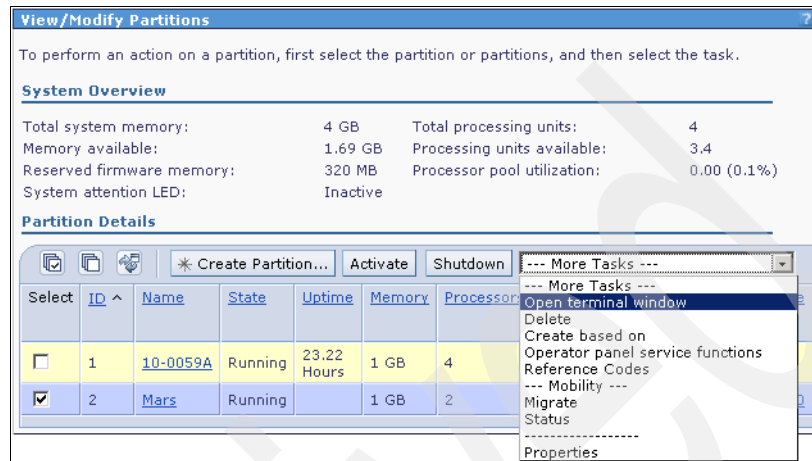 View/Modify Partitions ?
To perform an action on a partition, first select the partition or partitions, and then select the task.
System Overview
Total system memory: 4 GB Total processing units: 4
Memory available: 1.69 GB Processing units available: 3.4
Reserved firmware memory: 320 MB Processor pool utilization: 0.00 (0.1%)
System attention LED: Inactive
Partition Details
Create Partition... Activate Shutdown --- More Tasks ---
Select ID ^ Name State Uptime Memory
1 10-0059A Running 23.22 Hours 1 GB 4
2 Mars Running 1 GB 2
--- More Tasks ---
Open terminal window
Delete
Create based on
Operator panel service functions
Reference Codes
--- Mobility ---
Migrate
Status
------------------
Properties